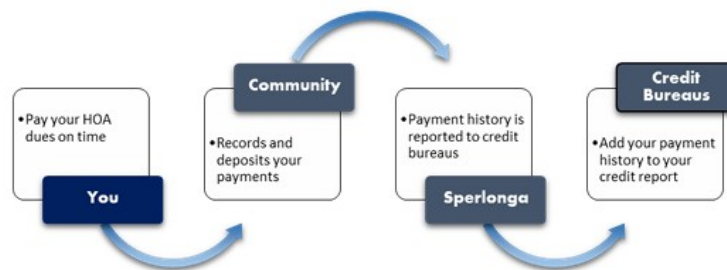 •Pay your HOA
dues on time
You
Community
•Records and
deposits your
payments
•Payment history is
reported to credit
bureaus
Sperlonga
Credit
Bureaus
•Add your payment
history to your
credit report